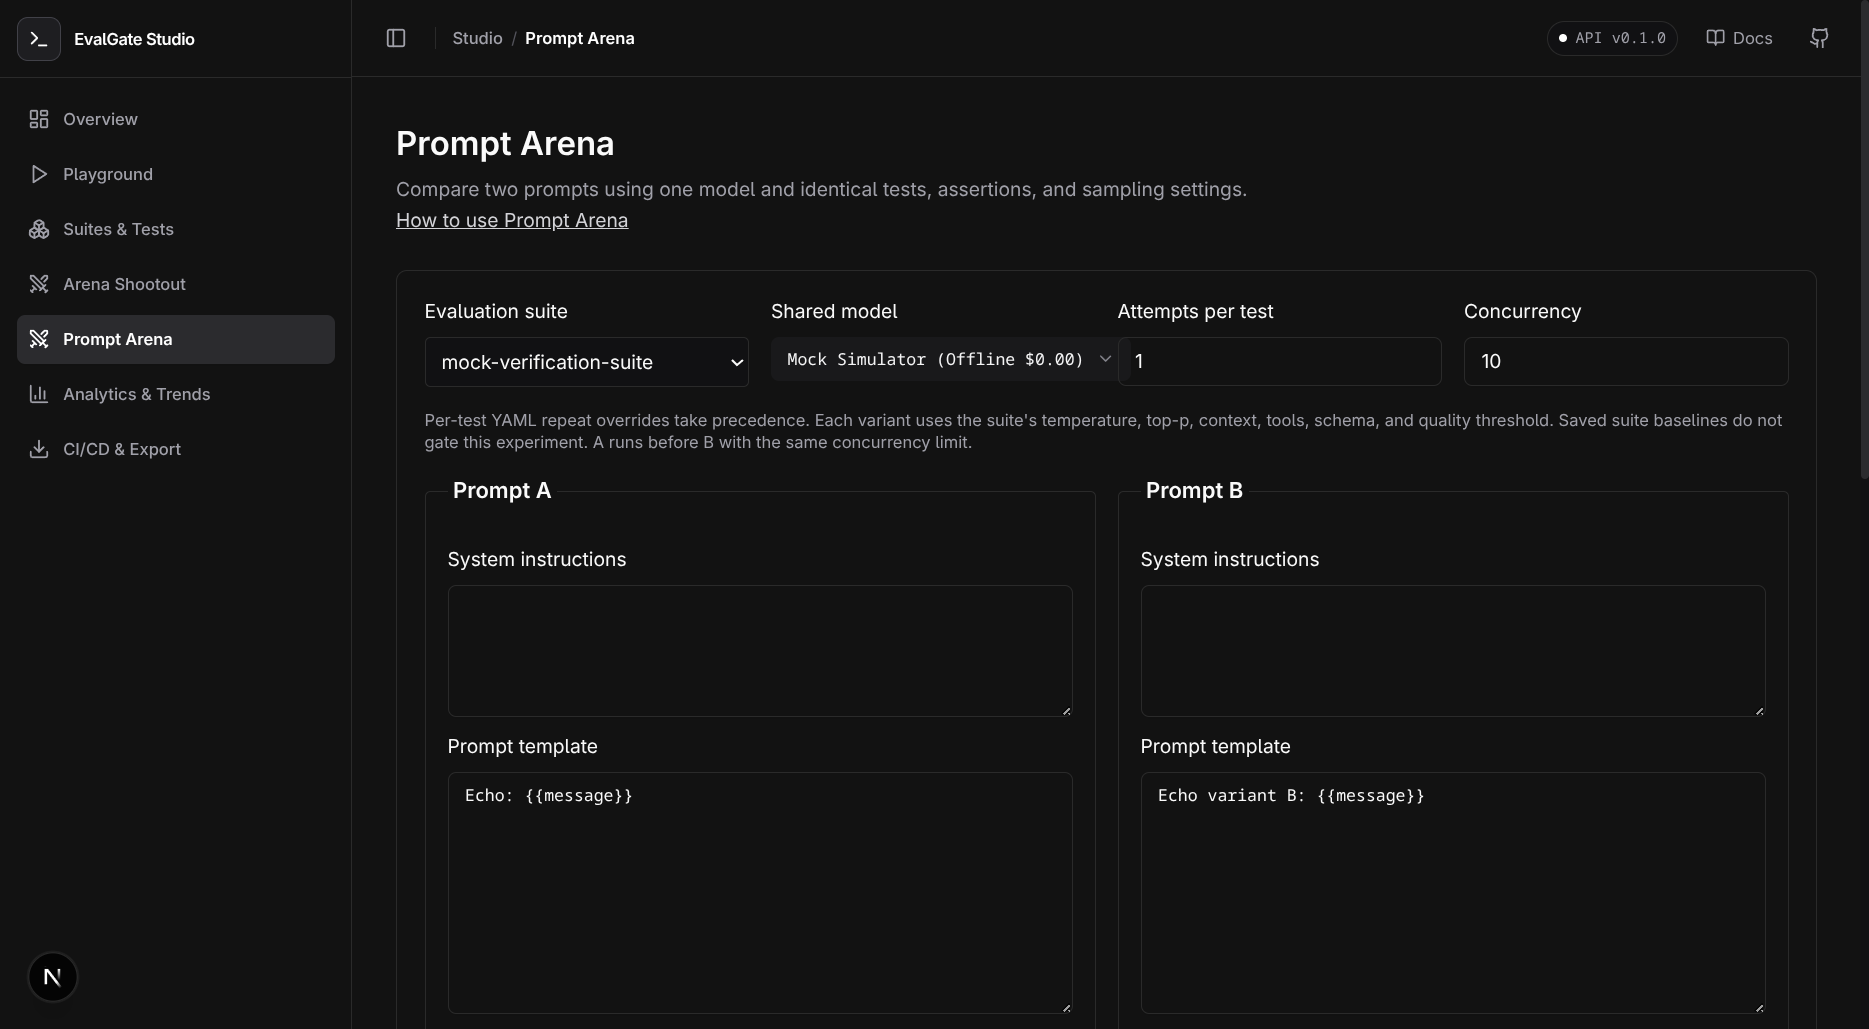 EvalGate Studio
Studio / Prompt Arena
API v0.1.0
Docs
Overview
Playground
Suites & Tests
Arena Shootout
Prompt Arena
Analytics & Trends
CI/CD & Export
Prompt Arena
Compare two prompts using one model and identical tests, assertions, and sampling settings.
How to use Prompt Arena
Evaluation suite
Shared model
Attempts per test
Concurrency
mock-verification-suite
Mock Simulator (Offline $0.00)
1
10
Per-test YAML repeat overrides take precedence. Each variant uses the suite's temperature, top-p, context, tools, schema, and quality threshold. Saved suite baselines do not
gate this experiment. A runs before B with the same concurrency limit.
Prompt A
System instructions
Prompt template
Echo: {{message}}
Prompt B
System instructions
Prompt template
Echo variant B: {{message}}
N